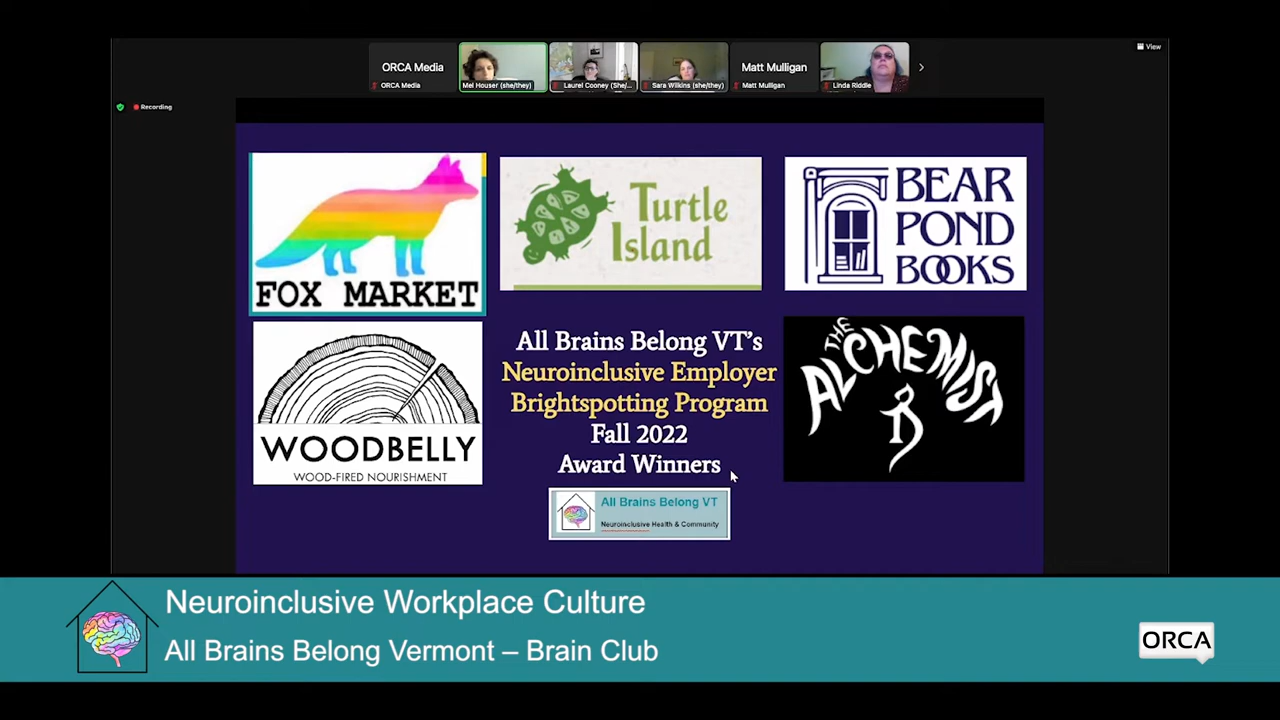 View
ORCA Media
Matt Mulligan
ORCA Media
Mel Houser (she/they)
Laurel Cooney (She/...
Sara Wilkins (she/they)
Matt Mulligan
Linda Riddle
Recording
FOX MARKET
Turtle
Island
BEAR
POND
BOOKS
WOODBELLY
WOOD-FIRED NOURISHMENT
All Brains Belong VT's
Neuroinclusive Employer
Brightspotting Program
Fall 2022
Award Winners
THE
ALCHEMIST
All Brains Belong VT
Neuroinclusive Health & Community
Neuroinclusive Workplace Culture
All Brains Belong Vermont – Brain Club
ORCA